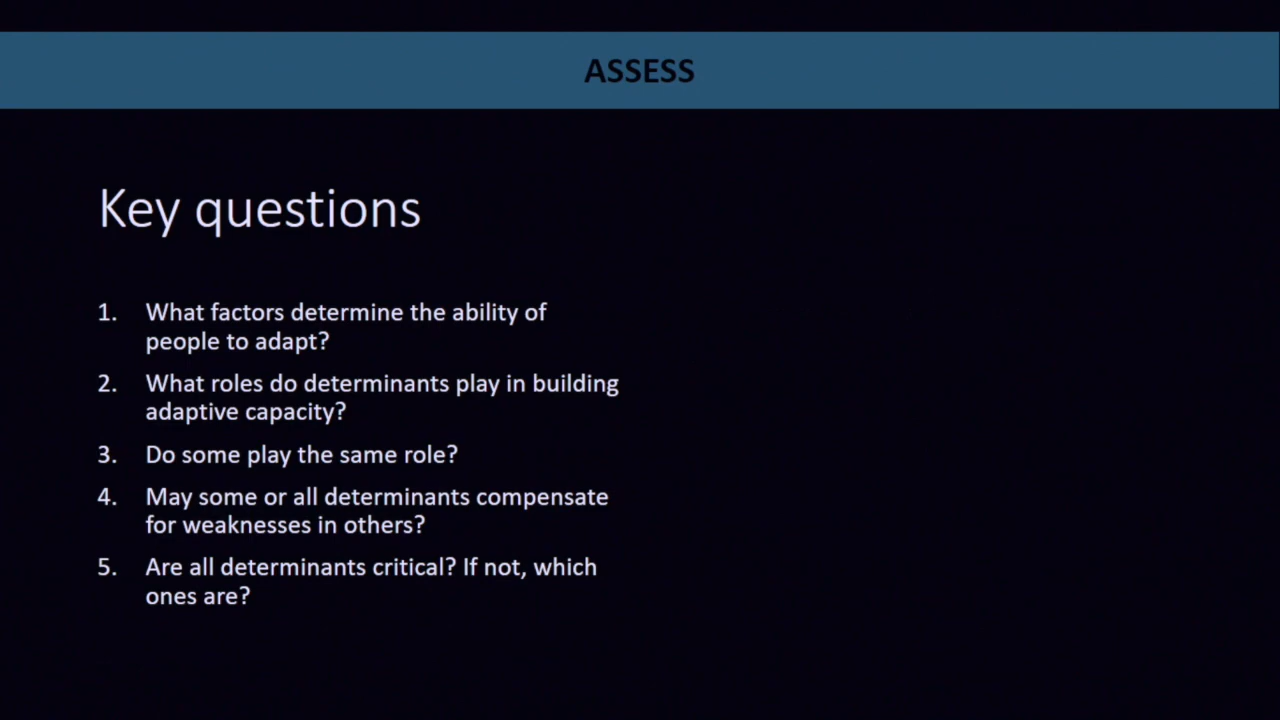 ASSESS
Key questions
1. What factors determine the ability of
people to adapt?
2. What roles do determinants play in building
adaptive capacity?
3. Do some play the same role?
4. May some or all determinants compensate
for weaknesses in others?
5. Are all determinants critical? If not, which
ones are?